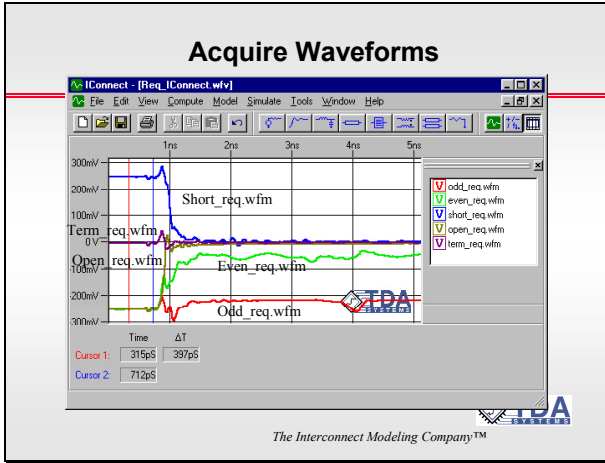 Acquire Waveforms
IConnect - [Req_IConnect.wfv]
File Edit View Compute Model Simulate Tools Window Help
1ns 2ns 3ns 4ns 5ns
300mV
200mV
Short_req.wfm
100mV
Term_req.wfm
0 V
Open_req.wfm
Even_req.wfm
-100mV
-200mV
Odd_req.wfm
-300mV
TDA
SYSTEMS
V odd_req.wfm
V even_req.wfm
V short_req.wfm
V open_req.wfm
V term_req.wfm
Time ΔT
Cursor 1: 315pS 397pS
Cursor 2: 712pS
TDA
SYSTEMS
The Interconnect Modeling Company™